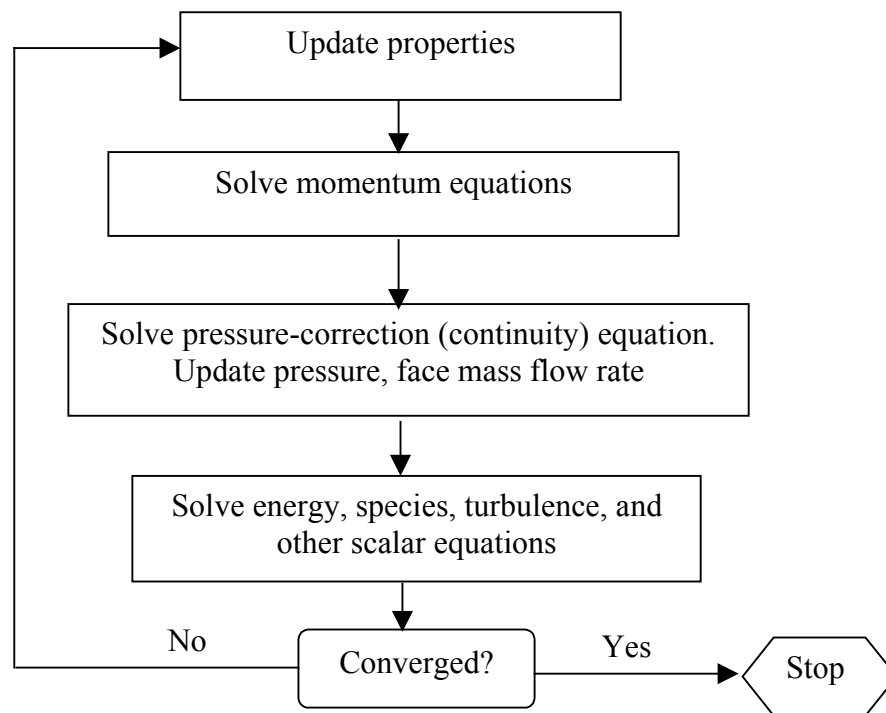 Update properties
Solve momentum equations
Solve pressure-correction (continuity) equation.
Update pressure, face mass flow rate
Solve energy, species, turbulence, and
other scalar equations
No
Converged?
Yes
Stop